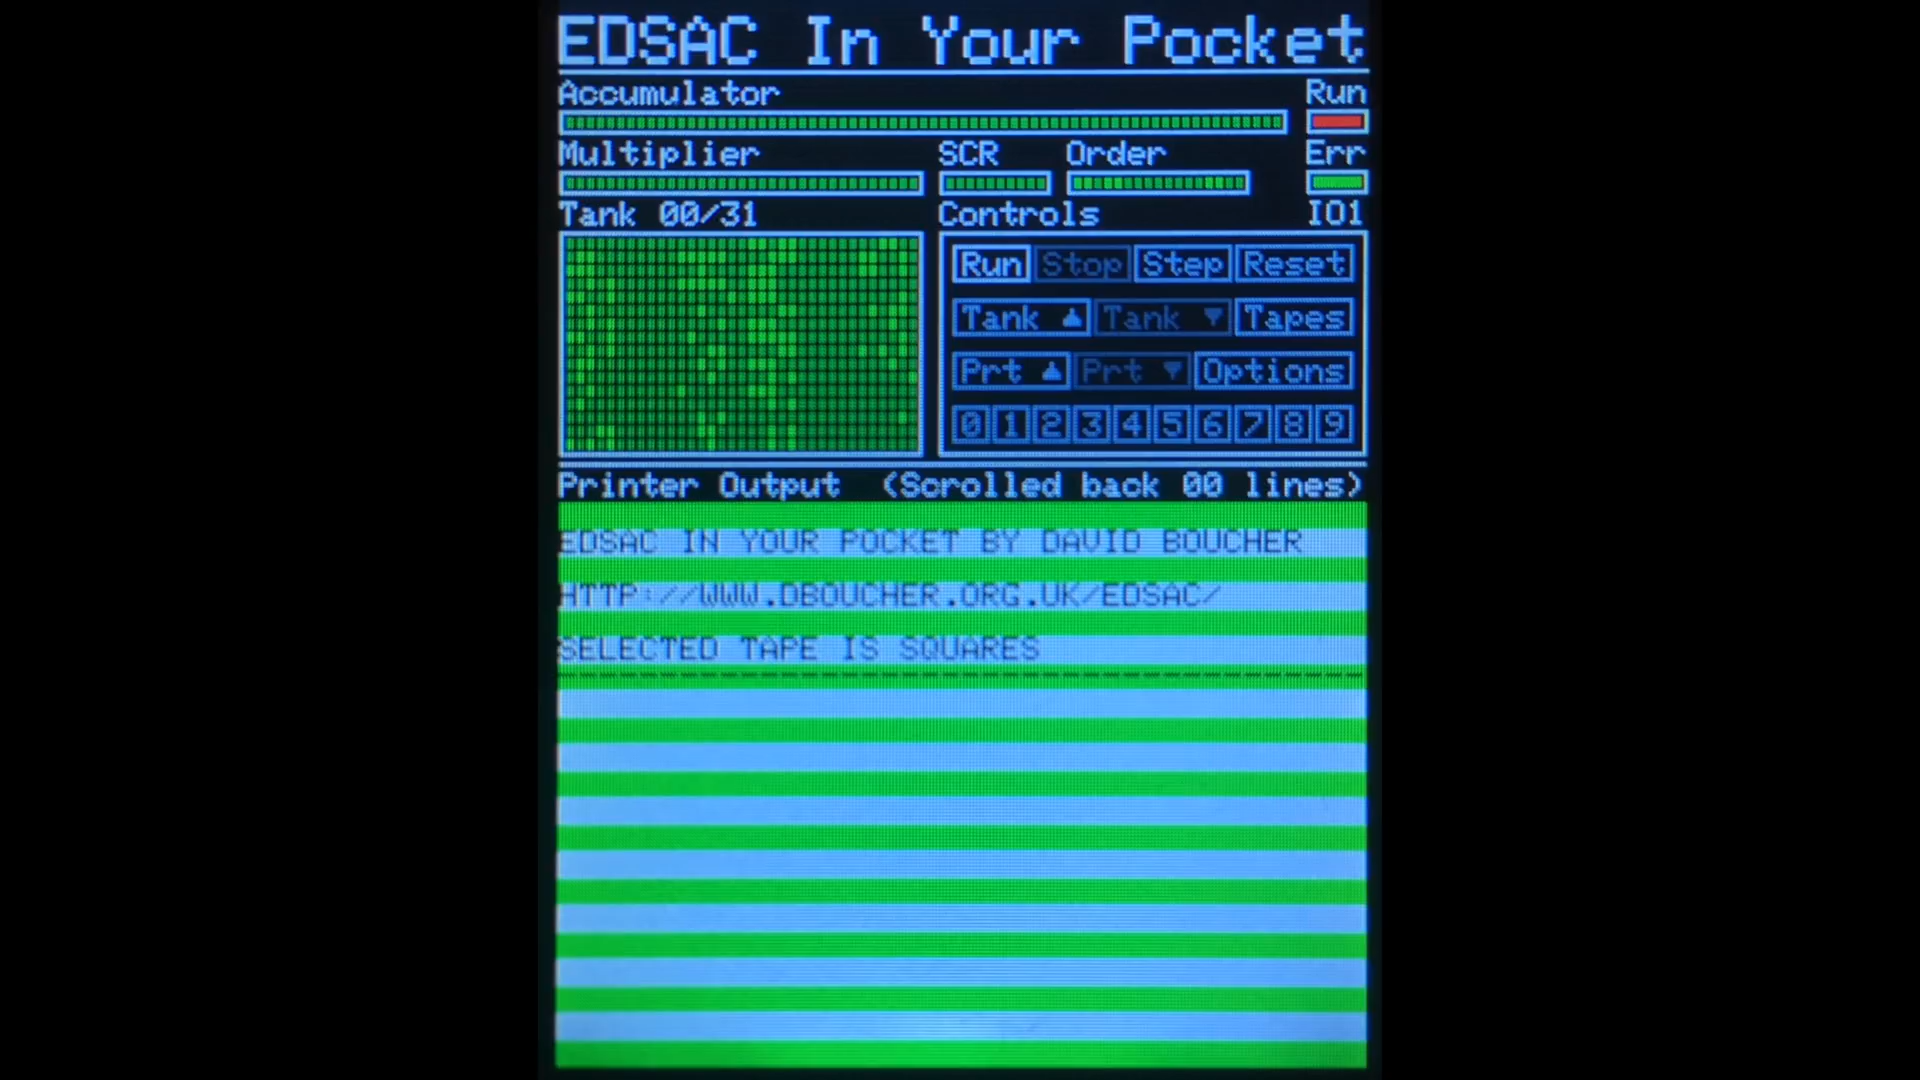 EDSAC In Your Pocket
Accumulator Run
Multiplier SCR Order Err
Tank 00/31 Controls IO1
Run Stop Step Reset
Tank ▲ Tank ▼ Tapes
Prt ▲ Prt ▼ Options
0 1 2 3 4 5 6 7 8 9
Printer Output (Scrolled back 00 lines)
EDSAC IN YOUR POCKET BY DAVID BOUCHER
HTTP://WWW.DBOUCHER.ORG.UK/EDSAC/
SELECTED TAPE IS SQUARES